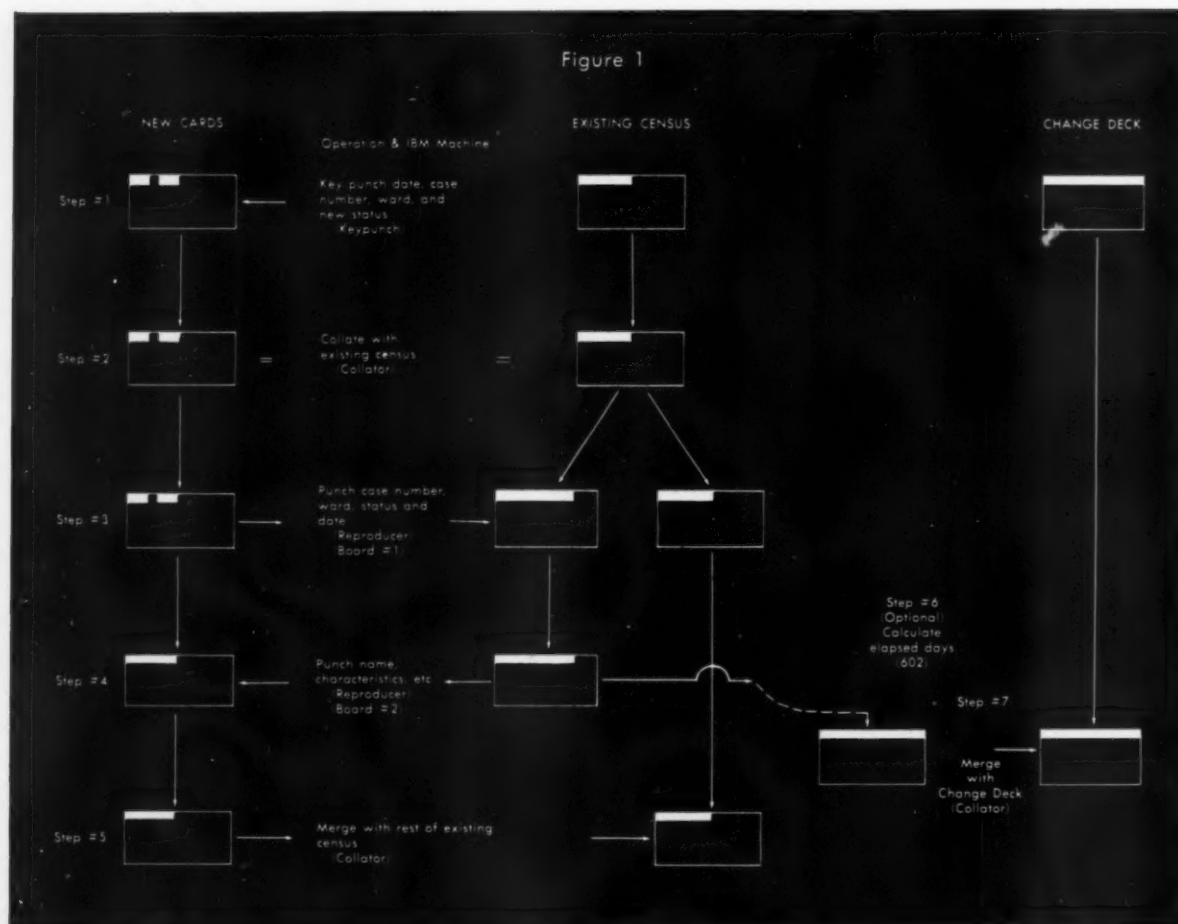 Figure 1
NEW CARDS
EXISTING CENSUS
CHANGE DECK
Operation & IBM Machine
Step #1
Key punch date, case
number, ward, and
new status
(Keypunch)
Step #2
=
Collate with
existing census
(Collator)
=
Step #3
Punch case number,
ward, status and
date
(Reproducer)
Board #1)
Step #4
Punch name,
characteristics, etc
(Reproducer)
Board #2)
Step #6
(Optional)
Calculate
elapsed days
(602)
Step #7
Merge
with
Change Deck
(Collator)
Step #5
Merge with rest of existing
census
(Collator)